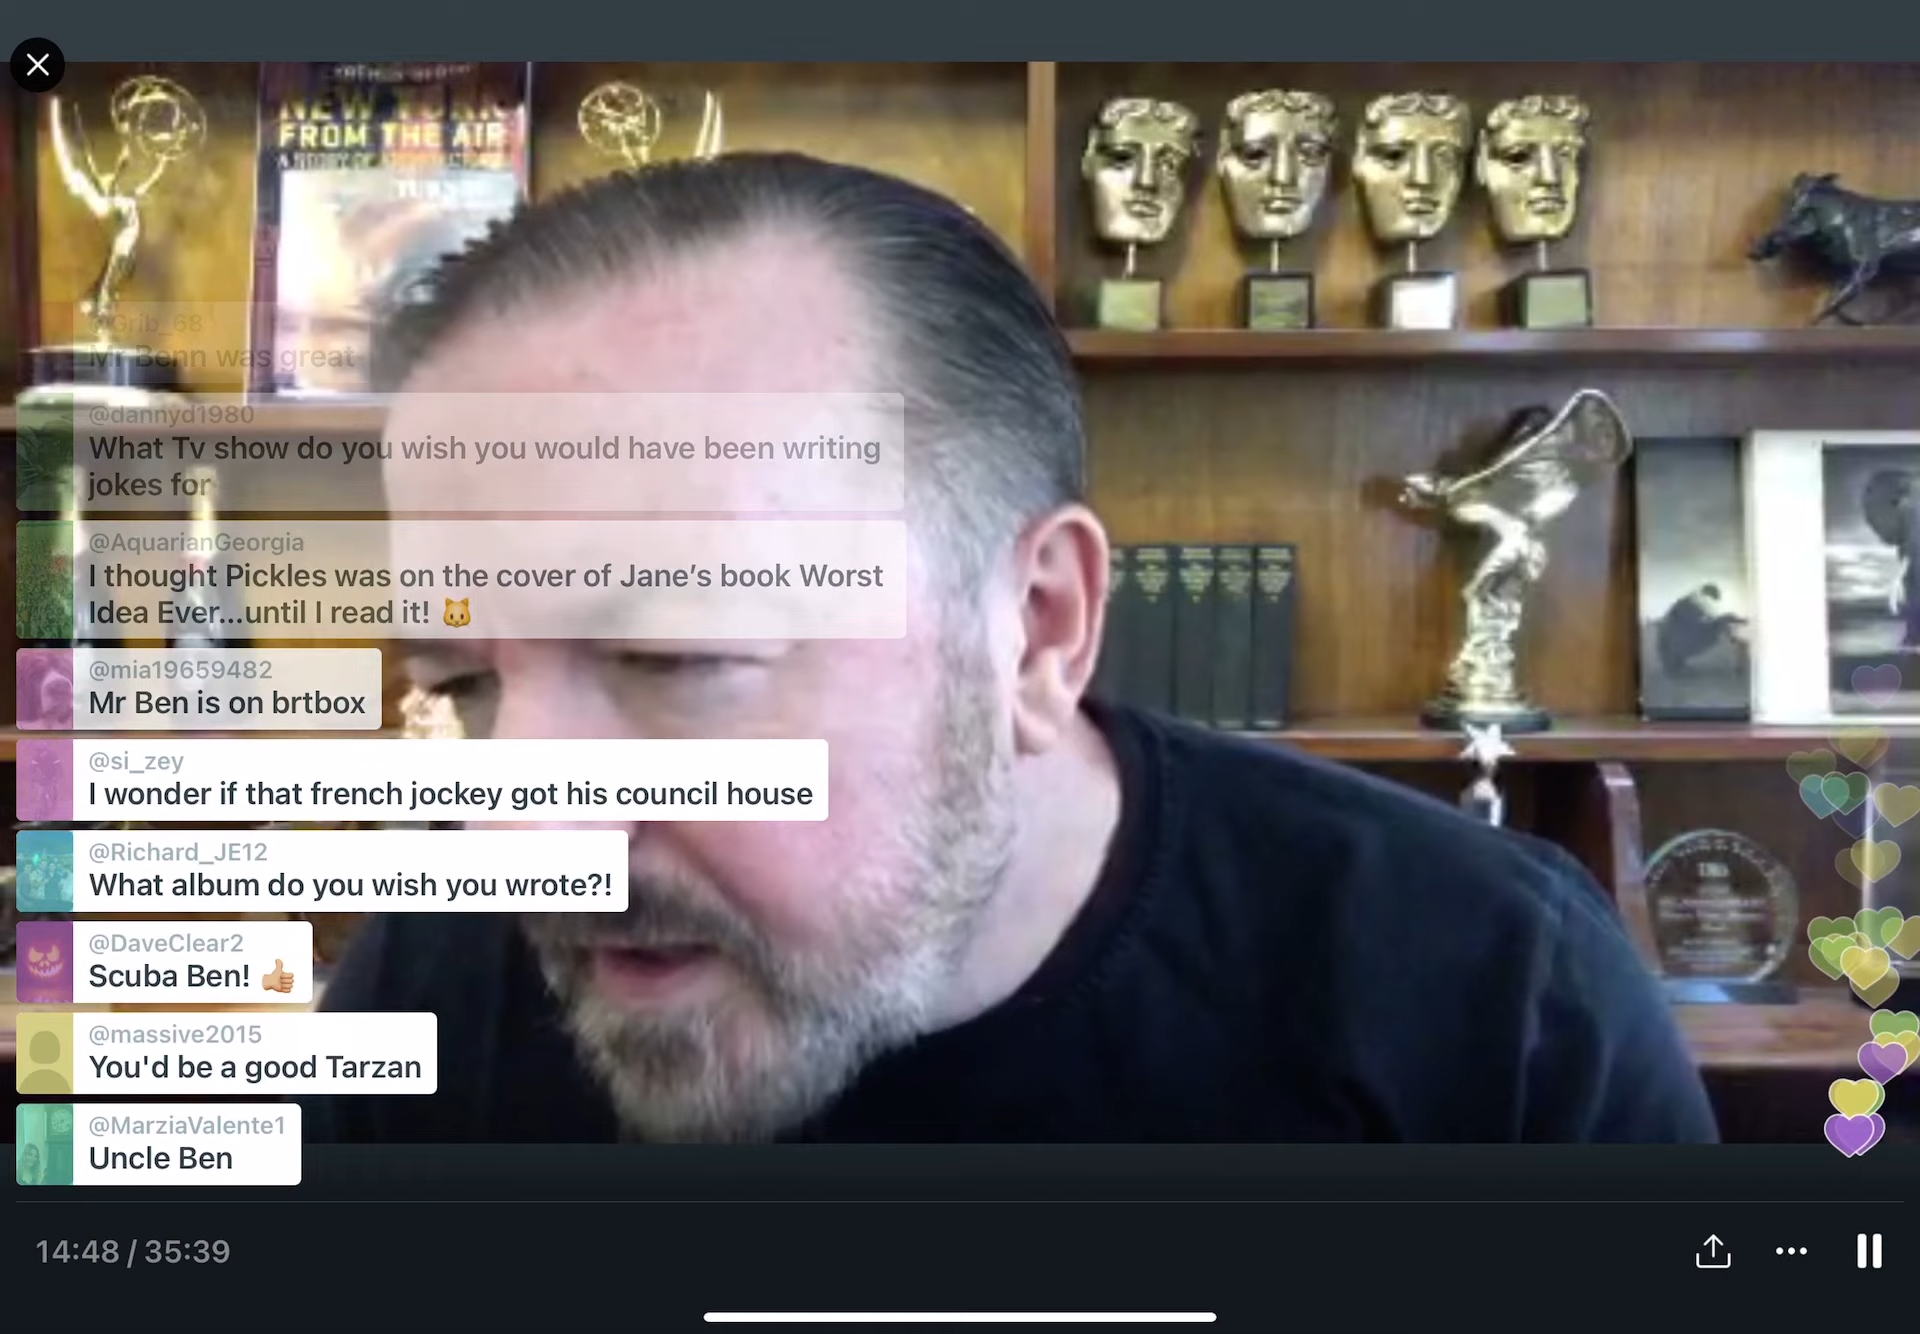 NEW YORK
FROM THE AIR
@Grib_68
Mr Benn was great
@dannyd1980
What Tv show do you wish you would have been writing
jokes for
@AquarianGeorgia
I thought Pickles was on the cover of Jane's book Worst
Idea Ever...until I read it! 🐱
@mia19659482
Mr Ben is on brtbox
@si_zey
I wonder if that french jockey got his council house
@Richard_JE12
What album do you wish you wrote?!
@DaveClear2
Scuba Ben! 👍🏼
@massive2015
You'd be a good Tarzan
@MarziaValente1
Uncle Ben
14:48 / 35:39